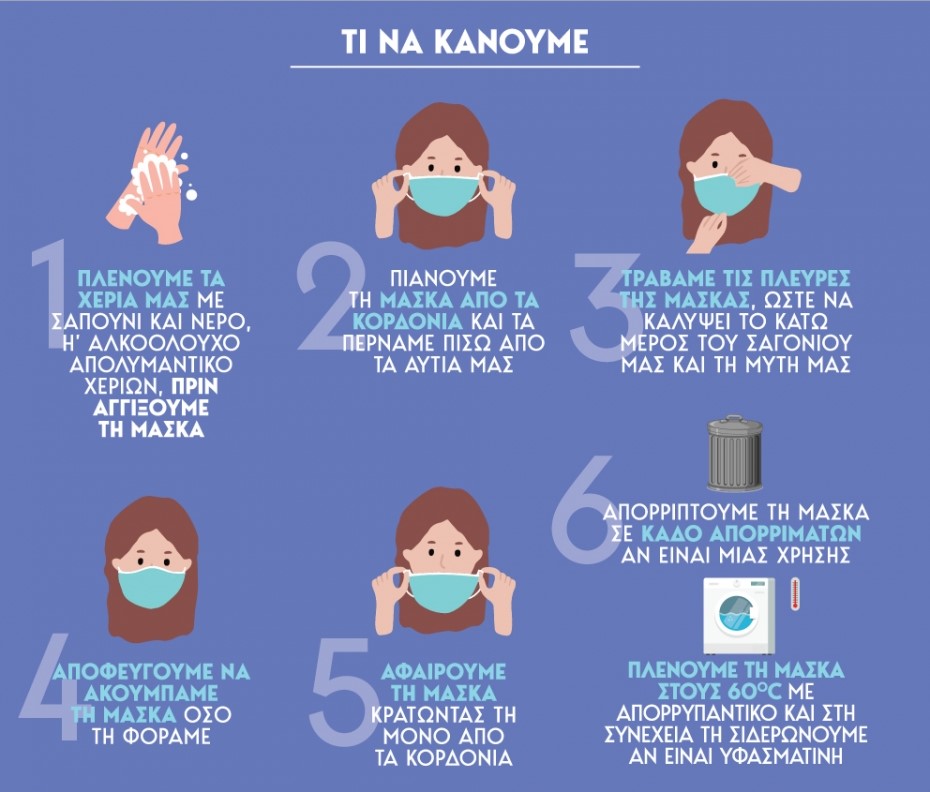 ΤΙ ΝΑ ΚΑΝΟΥΜΕ
1
ΠΛΕΝΟΥΜΕ ΤΑ
ΧΕΡΙΑ ΜΑΣ ΜΕ
ΣΑΠΟΥΝΙ ΚΑΙ ΝΕΡΟ,
Η' ΑΛΚΟΟΛΟΥΧΟ
ΑΠΟΛΥΜΑΝΤΙΚΟ
ΧΕΡΙΩΝ, ΠΡΙΝ
ΑΓΓΙΞΟΥΜΕ
ΤΗ ΜΑΣΚΑ
2
ΠΙΑΝΟΥΜΕ
ΤΗ ΜΑΣΚΑ ΑΠΟ ΤΑ
ΚΟΡΔΟΝΙΑ ΚΑΙ ΤΑ
ΠΕΡΝΑΜΕ ΠΙΣΩ ΑΠΟ
ΤΑ ΑΥΤΙΑ ΜΑΣ
3
ΤΡΑΒΑΜΕ ΤΙΣ ΠΛΕΥΡΕΣ
ΤΗΣ ΜΑΣΚΑΣ, ΩΣΤΕ ΝΑ
ΚΑΛΥΨΕΙ ΤΟ ΚΑΤΩ
ΜΕΡΟΣ ΤΟΥ ΣΑΓΟΝΙΟΥ
ΜΑΣ ΚΑΙ ΤΗ ΜΥΤΗ ΜΑΣ
4
ΑΠΟΦΕΥΓΟΥΜΕ ΝΑ
ΑΚΟΥΜΠΑΜΕ
ΤΗ ΜΑΣΚΑ ΟΣΟ
ΤΗ ΦΟΡΑΜΕ
5
ΑΦΑΙΡΟΥΜΕ
ΤΗ ΜΑΣΚΑ
ΚΡΑΤΩΝΤΑΣ ΤΗ
ΜΟΝΟ ΑΠΟ
ΤΑ ΚΟΡΔΟΝΙΑ
6
ΑΠΟΡΡΙΠΤΟΥΜΕ ΤΗ ΜΑΣΚΑ
ΣΕ ΚΑΔΟ ΑΠΟΡΡΙΜΑΤΩΝ
ΑΝ ΕΙΝΑΙ ΜΙΑΣ ΧΡΗΣΗΣ
ΠΛΕΝΟΥΜΕ ΤΗ ΜΑΣΚΑ
ΣΤΟΥΣ 60°C ΜΕ
ΑΠΟΡΡΥΠΑΝΤΙΚΟ ΚΑΙ ΣΤΗ
ΣΥΝΕΧΕΙΑ ΤΗ ΣΙΔΕΡΩΝΟΥΜΕ
ΑΝ ΕΙΝΑΙ ΥΦΑΣΜΑΤΙΝΗ